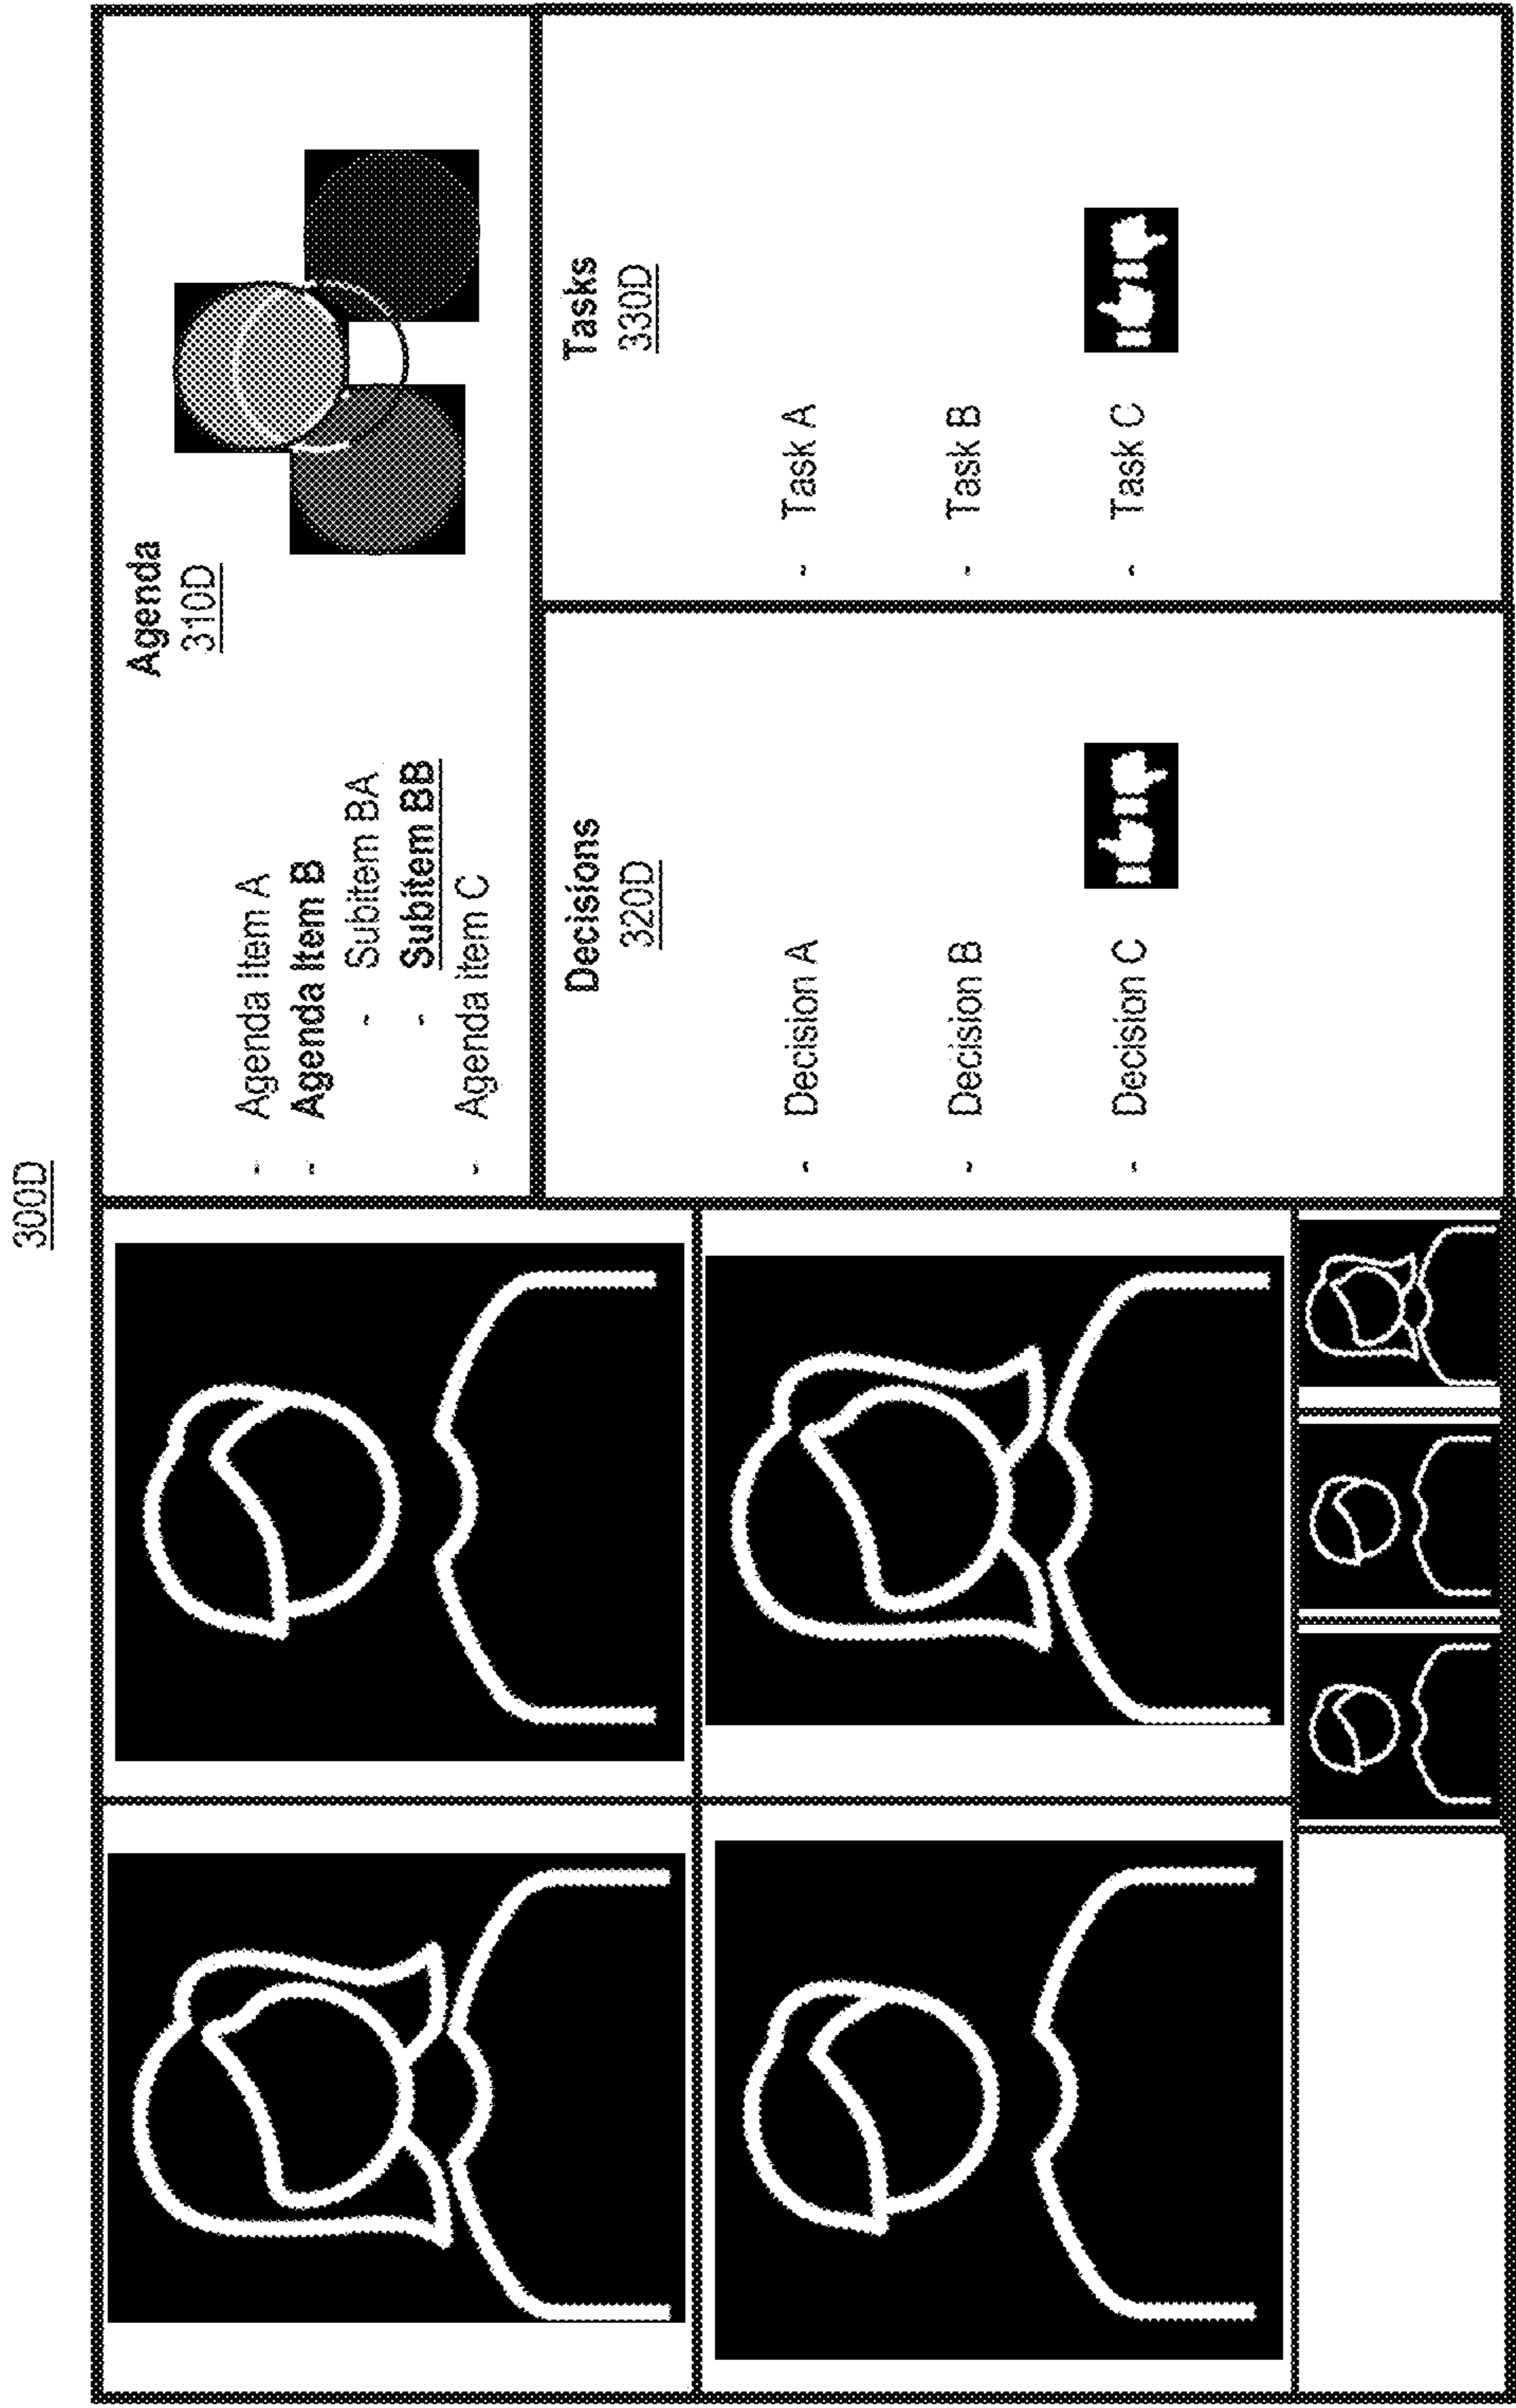 300D
Agenda
310D
- Agenda Item A
- Agenda Item B
- Subitem BA
- Subitem BB
- Agenda Item C
Decisions
320D
- Decision A
- Decision B
- Decision C
Tasks
330D
- Task A
- Task B
- Task C